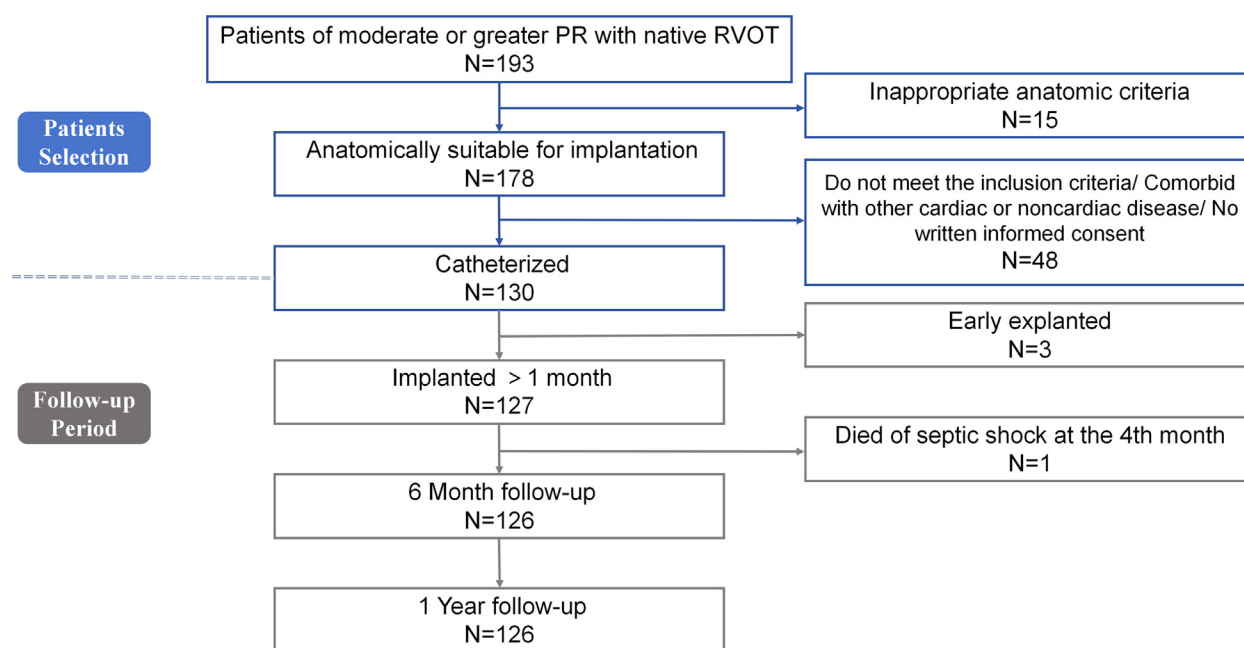 Patients of moderate or greater PR with native RVOT
N=193
Inappropriate anatomic criteria
N=15
Patients
Selection
Anatomically suitable for implantation
N=178
Do not meet the inclusion criteria/ Comorbid
with other cardiac or noncardiac disease/ No
written informed consent
N=48
Catheterized
N=130
Early explanted
N=3
Implanted > 1 month
N=127
Follow-up
Period
Died of septic shock at the 4th month
N=1
6 Month follow-up
N=126
1 Year follow-up
N=126